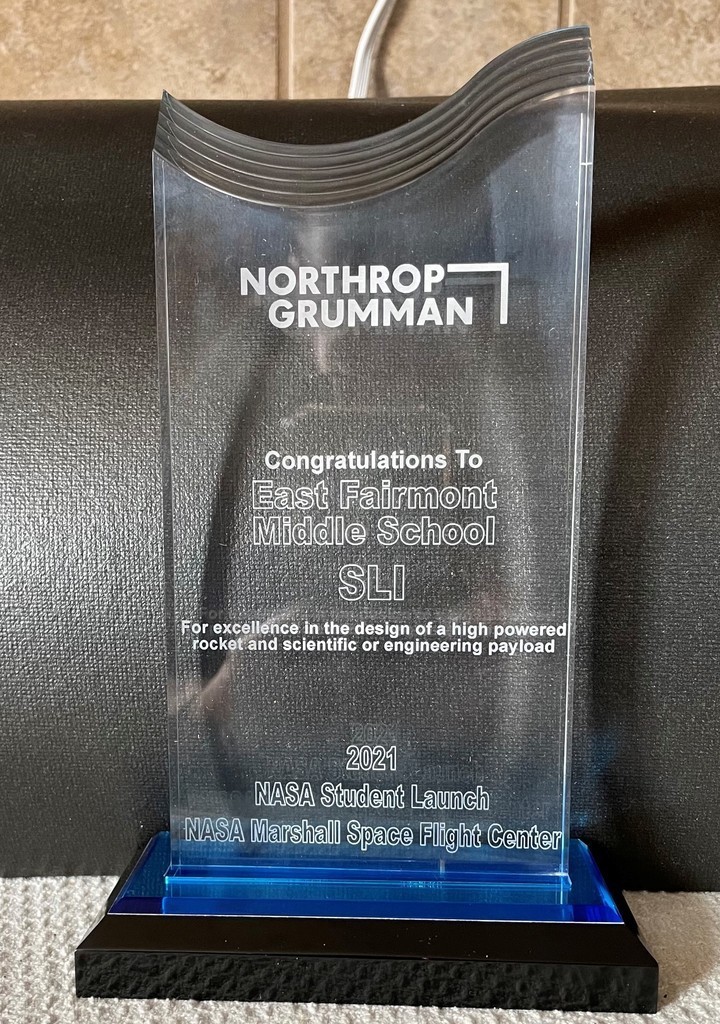 NORTHROP
GRUMMAN
Congratulations To
East Fairmont
Middle School
SLI
For excellence in the design of a high powered
rocket and scientific or engineering payload
2021
NASA Student Launch
NASA Marshall Space Flight Center